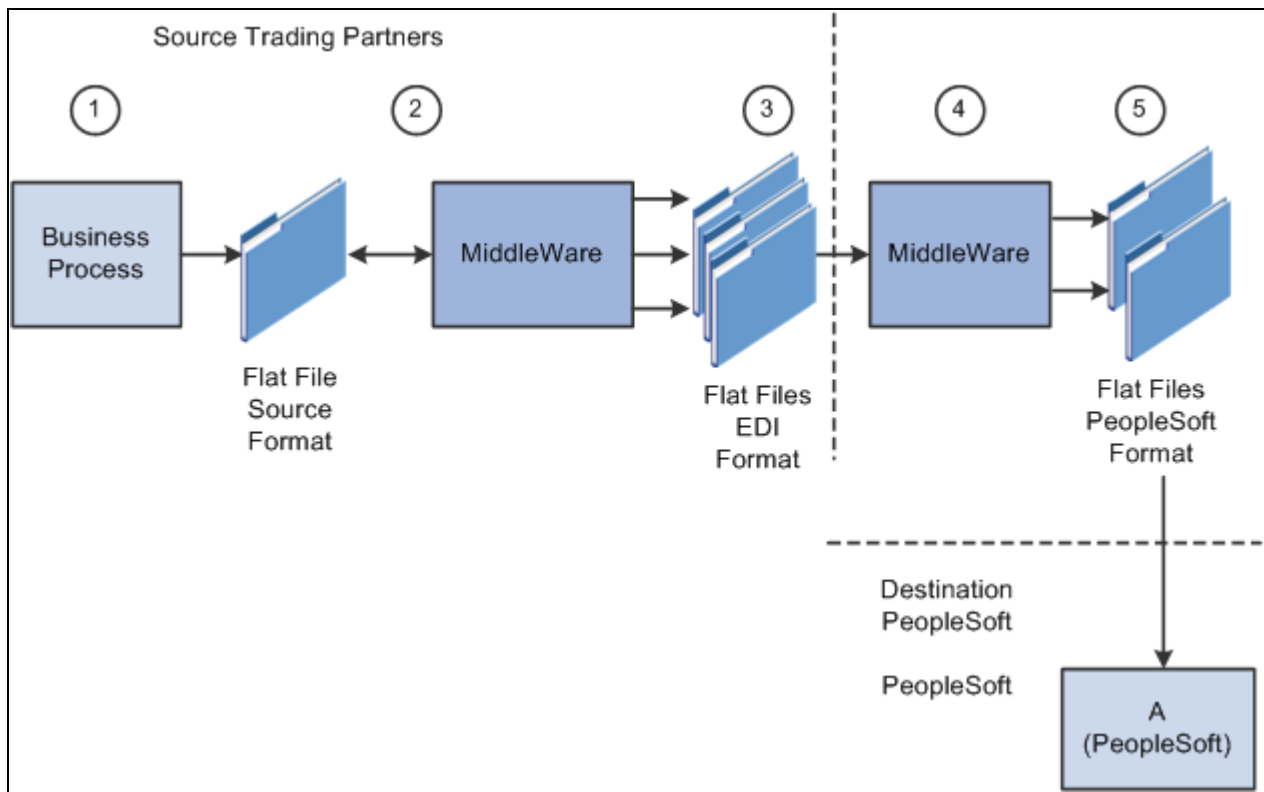 Source Trading Partners
1
2
3
4
5
Business
Process
MiddleWare
MiddleWare
Flat File
Source
Format
Flat Files
EDI
Format
Flat Files
PeopleSoft
Format
Destination
PeopleSoft
PeopleSoft
A
(PeopleSoft)